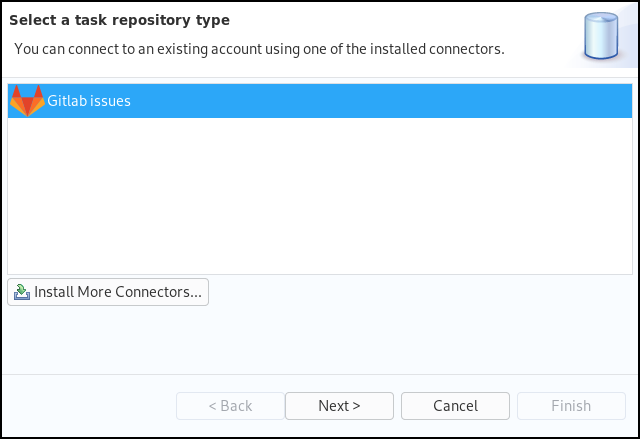 Select a task repository type
You can connect to an existing account using one of the installed connectors.
Gitlab issues
Install More Connectors...
< Back
Next >
Cancel
Finish